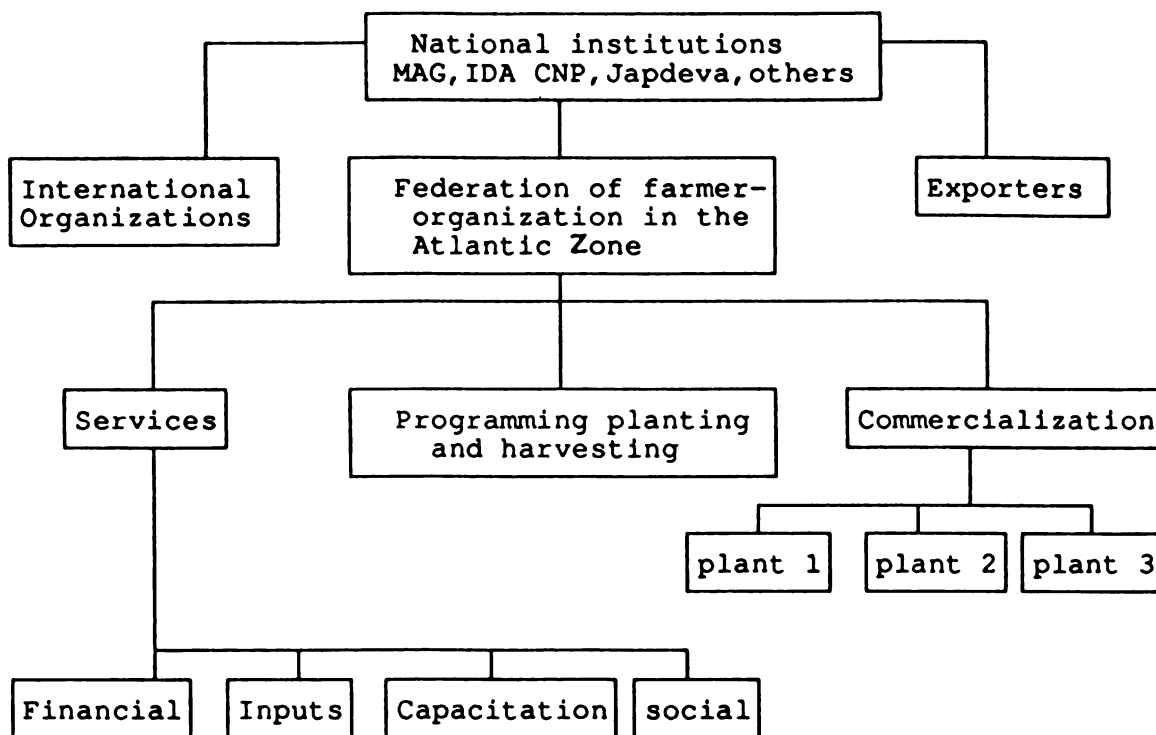 National institutions
MAG,IDA CNP,Japdeva,others
International
Organizations
Federation of farmer-
organization in the
Atlantic Zone
Exporters
Services
Programming planting
and harvesting
Commercialization
plant 1
plant 2
plant 3
Financial
Inputs
Capacitation
social